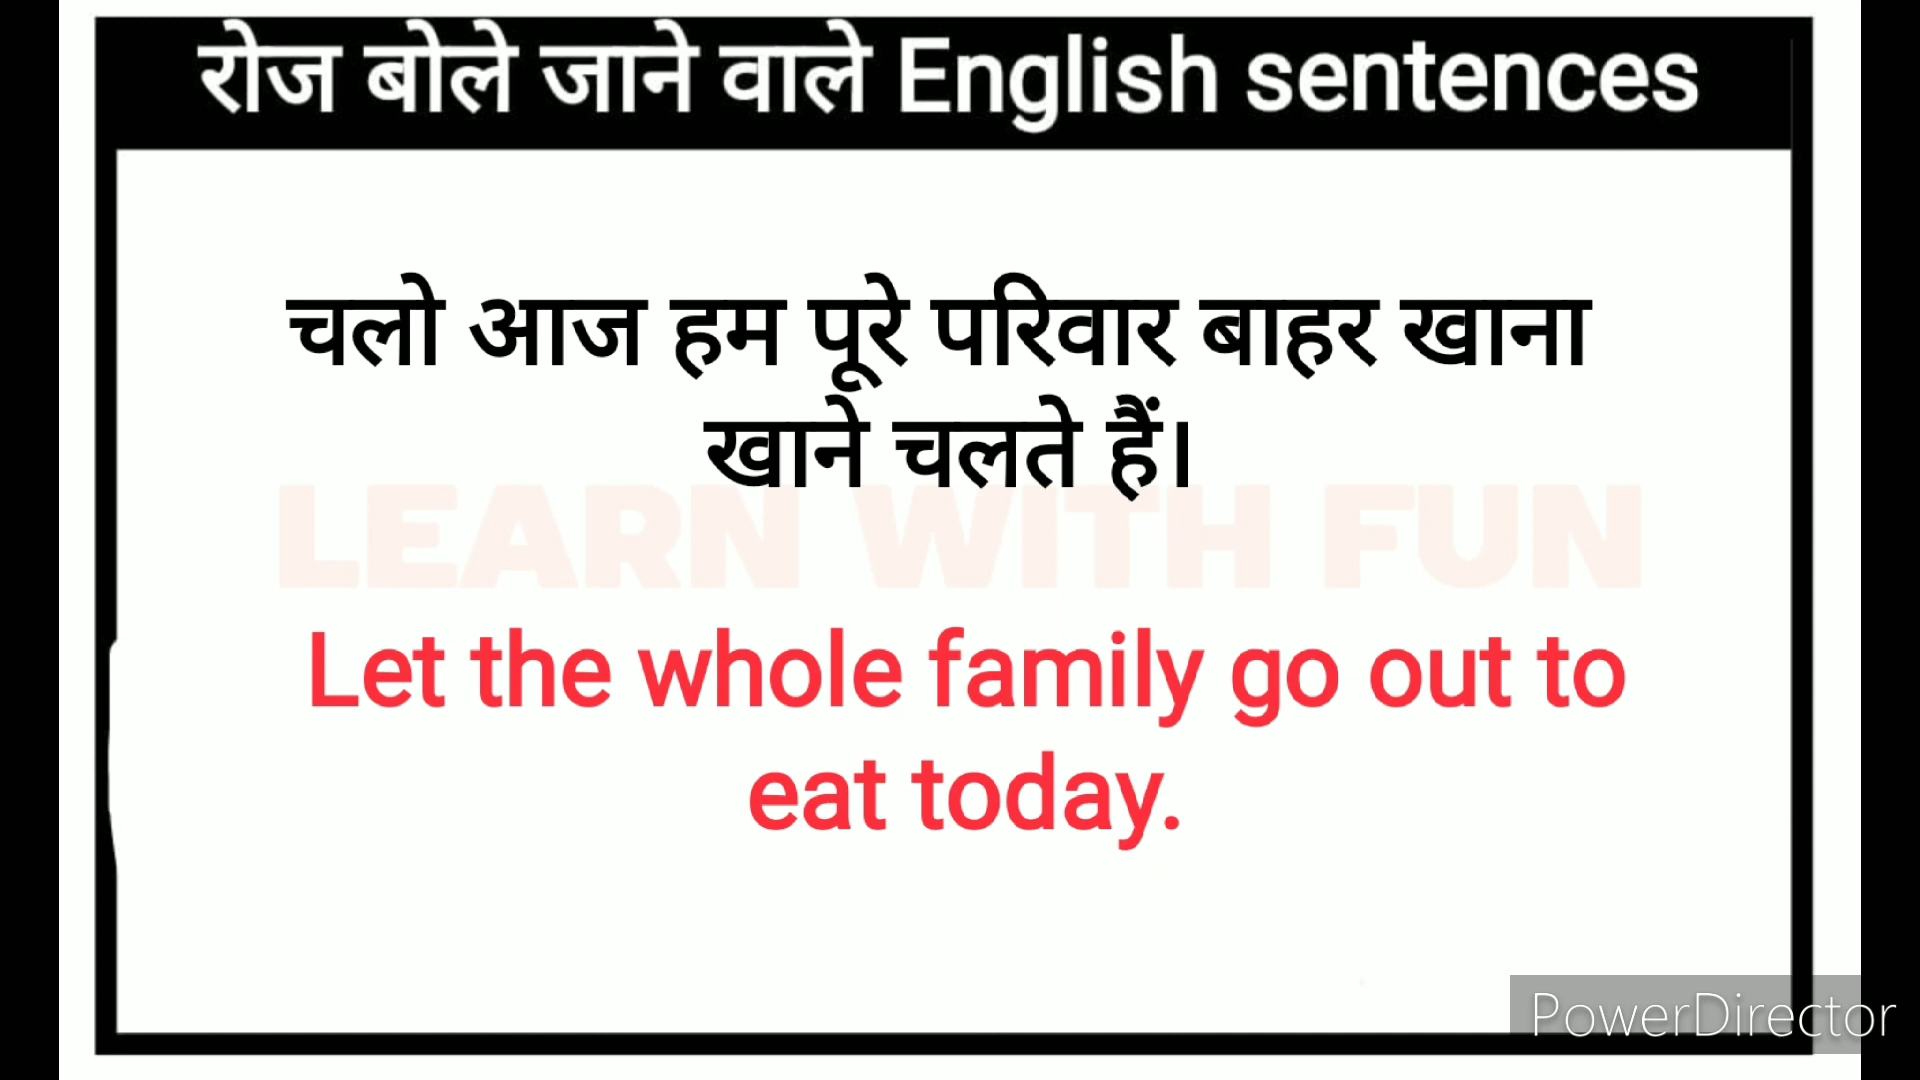 रोज बोले जाने वाले English sentences
चलो आज हम पूरे परिवार बाहर खाना
खाने चलते हैं।
LEARN WITH FUN
Let the whole family go out to
eat today.
PowerDirector